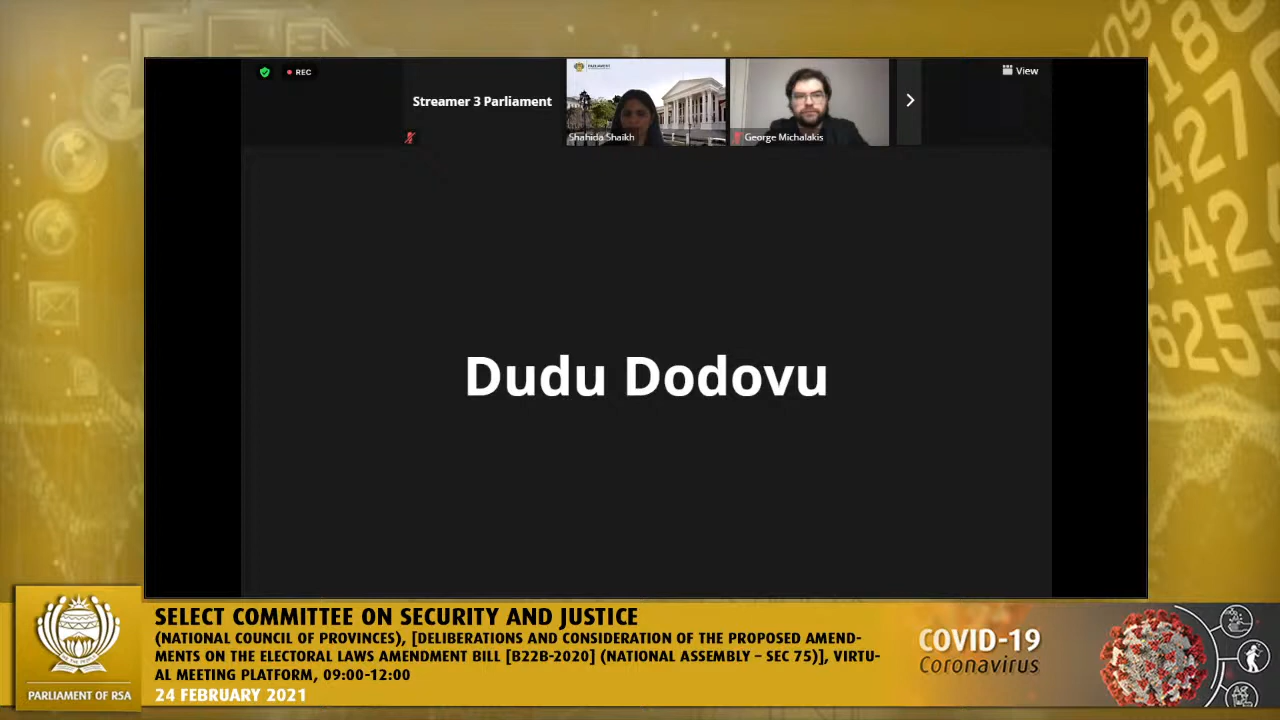 REC
View
Streamer 3 Parliament
PARLIAMENT
Shahida Shaikh
George Michalakis
Dudu Dodovu
SELECT COMMITTEE ON SECURITY AND JUSTICE
(NATIONAL COUNCIL OF PROVINCES), [DELIBERATIONS AND CONSIDERATION OF THE PROPOSED AMEND-
MENTS ON THE ELECTORAL LAWS AMENDMENT BILL [B22B-2020] (NATIONAL ASSEMBLY – SEC 75)], VIRTU-
AL MEETING PLATFORM, 09:00-12:00
24 FEBRUARY 2021
PARLIAMENT OF RSA
COVID-19
Coronavirus
6255